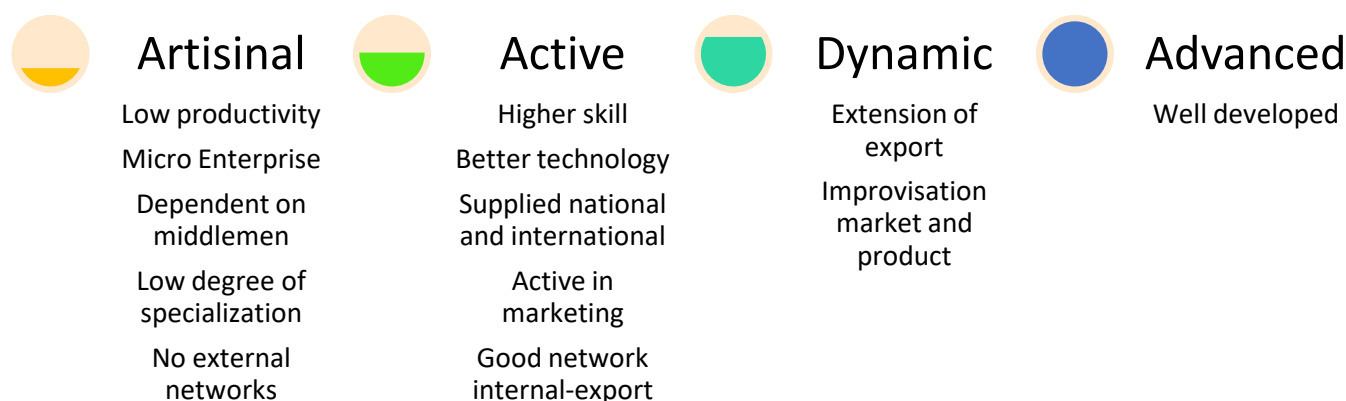 Artisinal
Low productivity
Micro Enterprise
Dependent on
middlemen
Low degree of
specialization
No external
networks
Active
Higher skill
Better technology
Supplied national
and international
Active in
marketing
Good network
internal-export
Dynamic
Extension of
export
Improvisation
market and
product
Advanced
Well developed